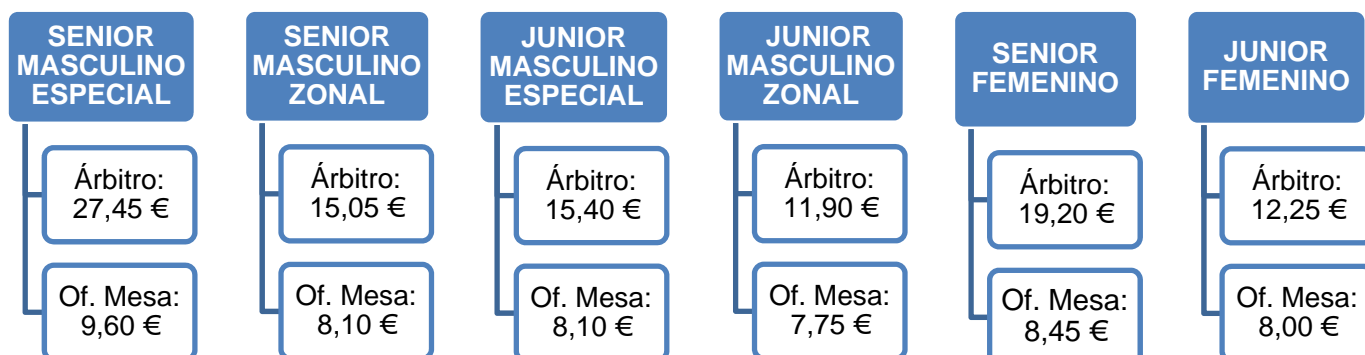 SENIOR
MASCULINO
ESPECIAL
Árbitro:
27,45 €
Of. Mesa:
9,60 €
SENIOR
MASCULINO
ZONAL
Árbitro:
15,05 €
Of. Mesa:
8,10 €
JUNIOR
MASCULINO
ESPECIAL
Árbitro:
15,40 €
Of. Mesa:
8,10 €
JUNIOR
MASCULINO
ZONAL
Árbitro:
11,90 €
Of. Mesa:
7,75 €
SENIOR
FEMENINO
Árbitro:
19,20 €
Of. Mesa:
8,45 €
JUNIOR
FEMENINO
Árbitro:
12,25 €
Of. Mesa:
8,00 €